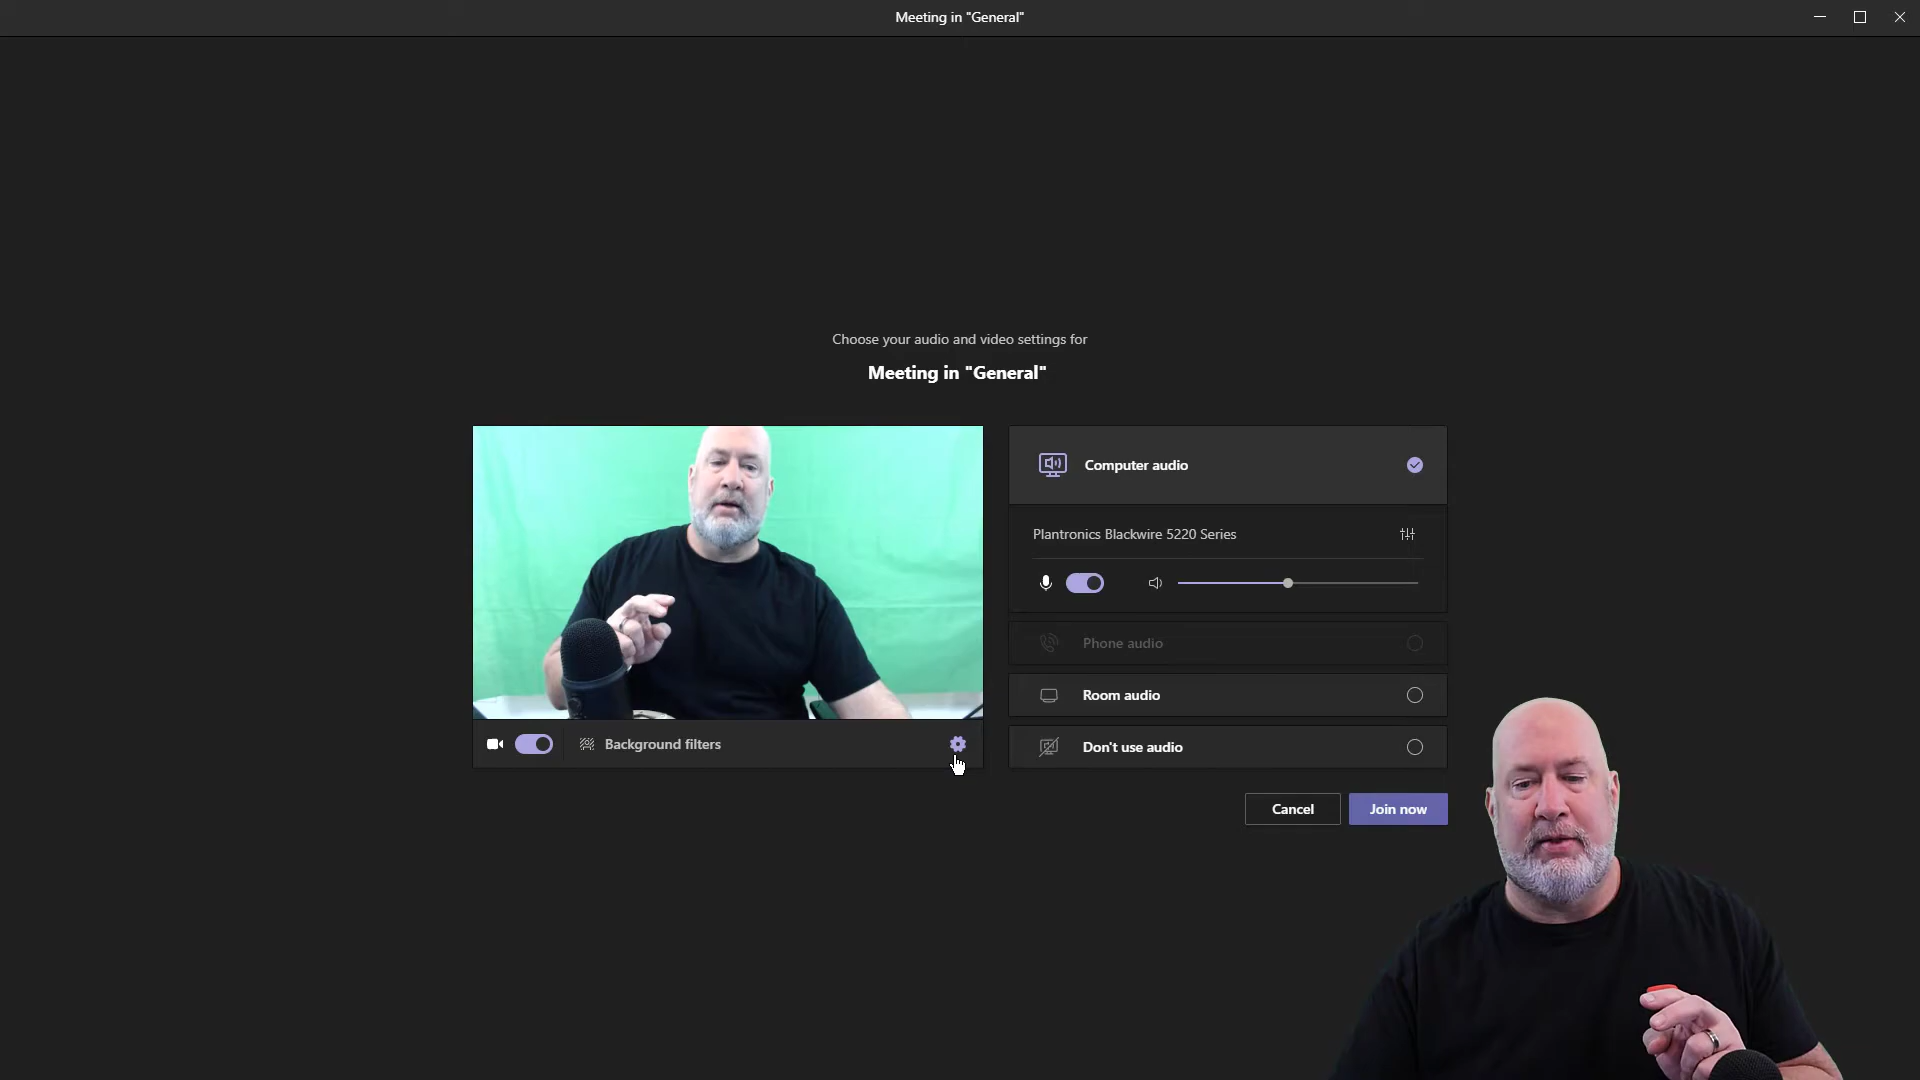 Meeting in "General"
Choose your audio and video settings for
Meeting in "General"
Computer audio
Plantronics Blackwire 5220 Series
Phone audio
Room audio
Background filters
Don't use audio
Cancel
Join now